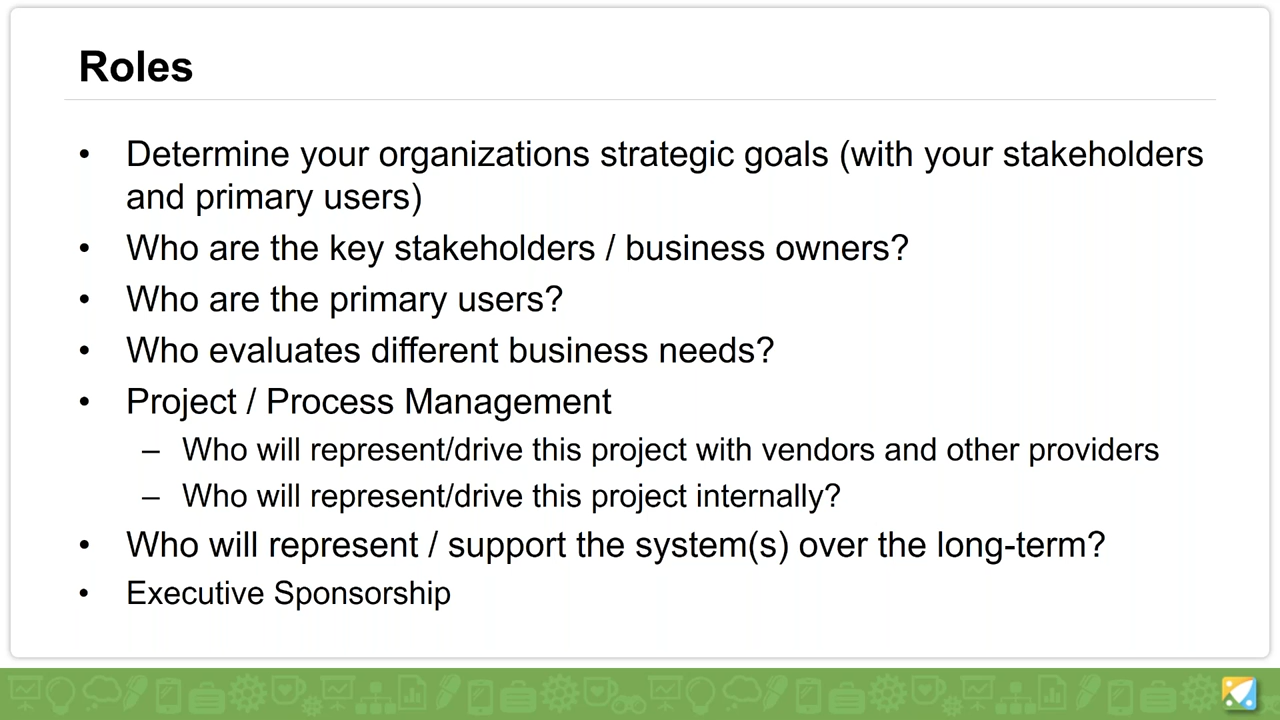 Roles
• Determine your organizations strategic goals (with your stakeholders
and primary users)
• Who are the key stakeholders / business owners?
• Who are the primary users?
• Who evaluates different business needs?
• Project / Process Management
– Who will represent/drive this project with vendors and other providers
– Who will represent/drive this project internally?
• Who will represent / support the system(s) over the long-term?
• Executive Sponsorship